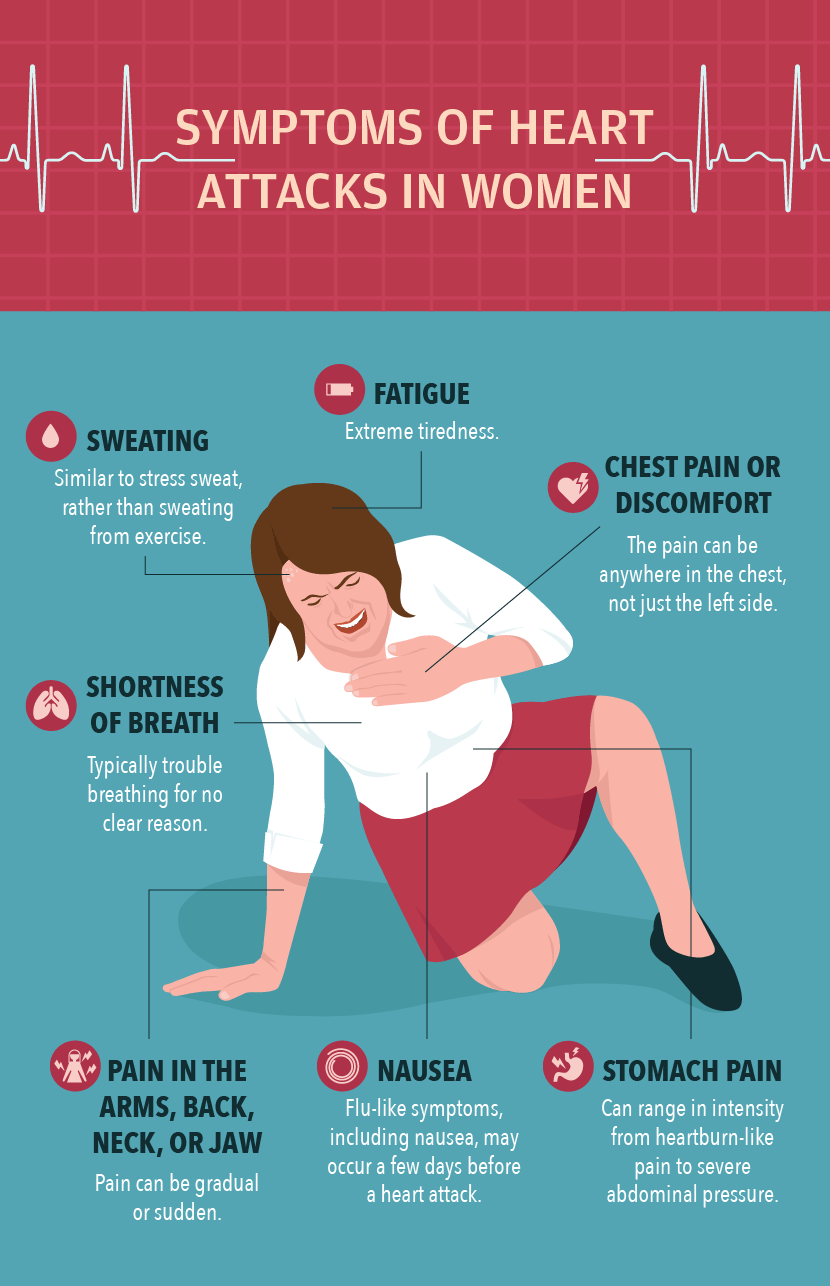 SYMPTOMS OF HEART
ATTACKS IN WOMEN
FATIGUE
Extreme tiredness.
SWEATING
Similar to stress sweat,
rather than sweating
from exercise.
CHEST PAIN OR
DISCOMFORT
The pain can be
anywhere in the chest,
not just the left side.
SHORTNESS
OF BREATH
Typically trouble
breathing for no
clear reason.
PAIN IN THE
ARMS, BACK,
NECK, OR JAW
Pain can be gradual
or sudden.
NAUSEA
Flu-like symptoms,
including nausea, may
occur a few days before
a heart attack.
STOMACH PAIN
Can range in intensity
from heartburn-like
pain to severe
abdominal pressure.